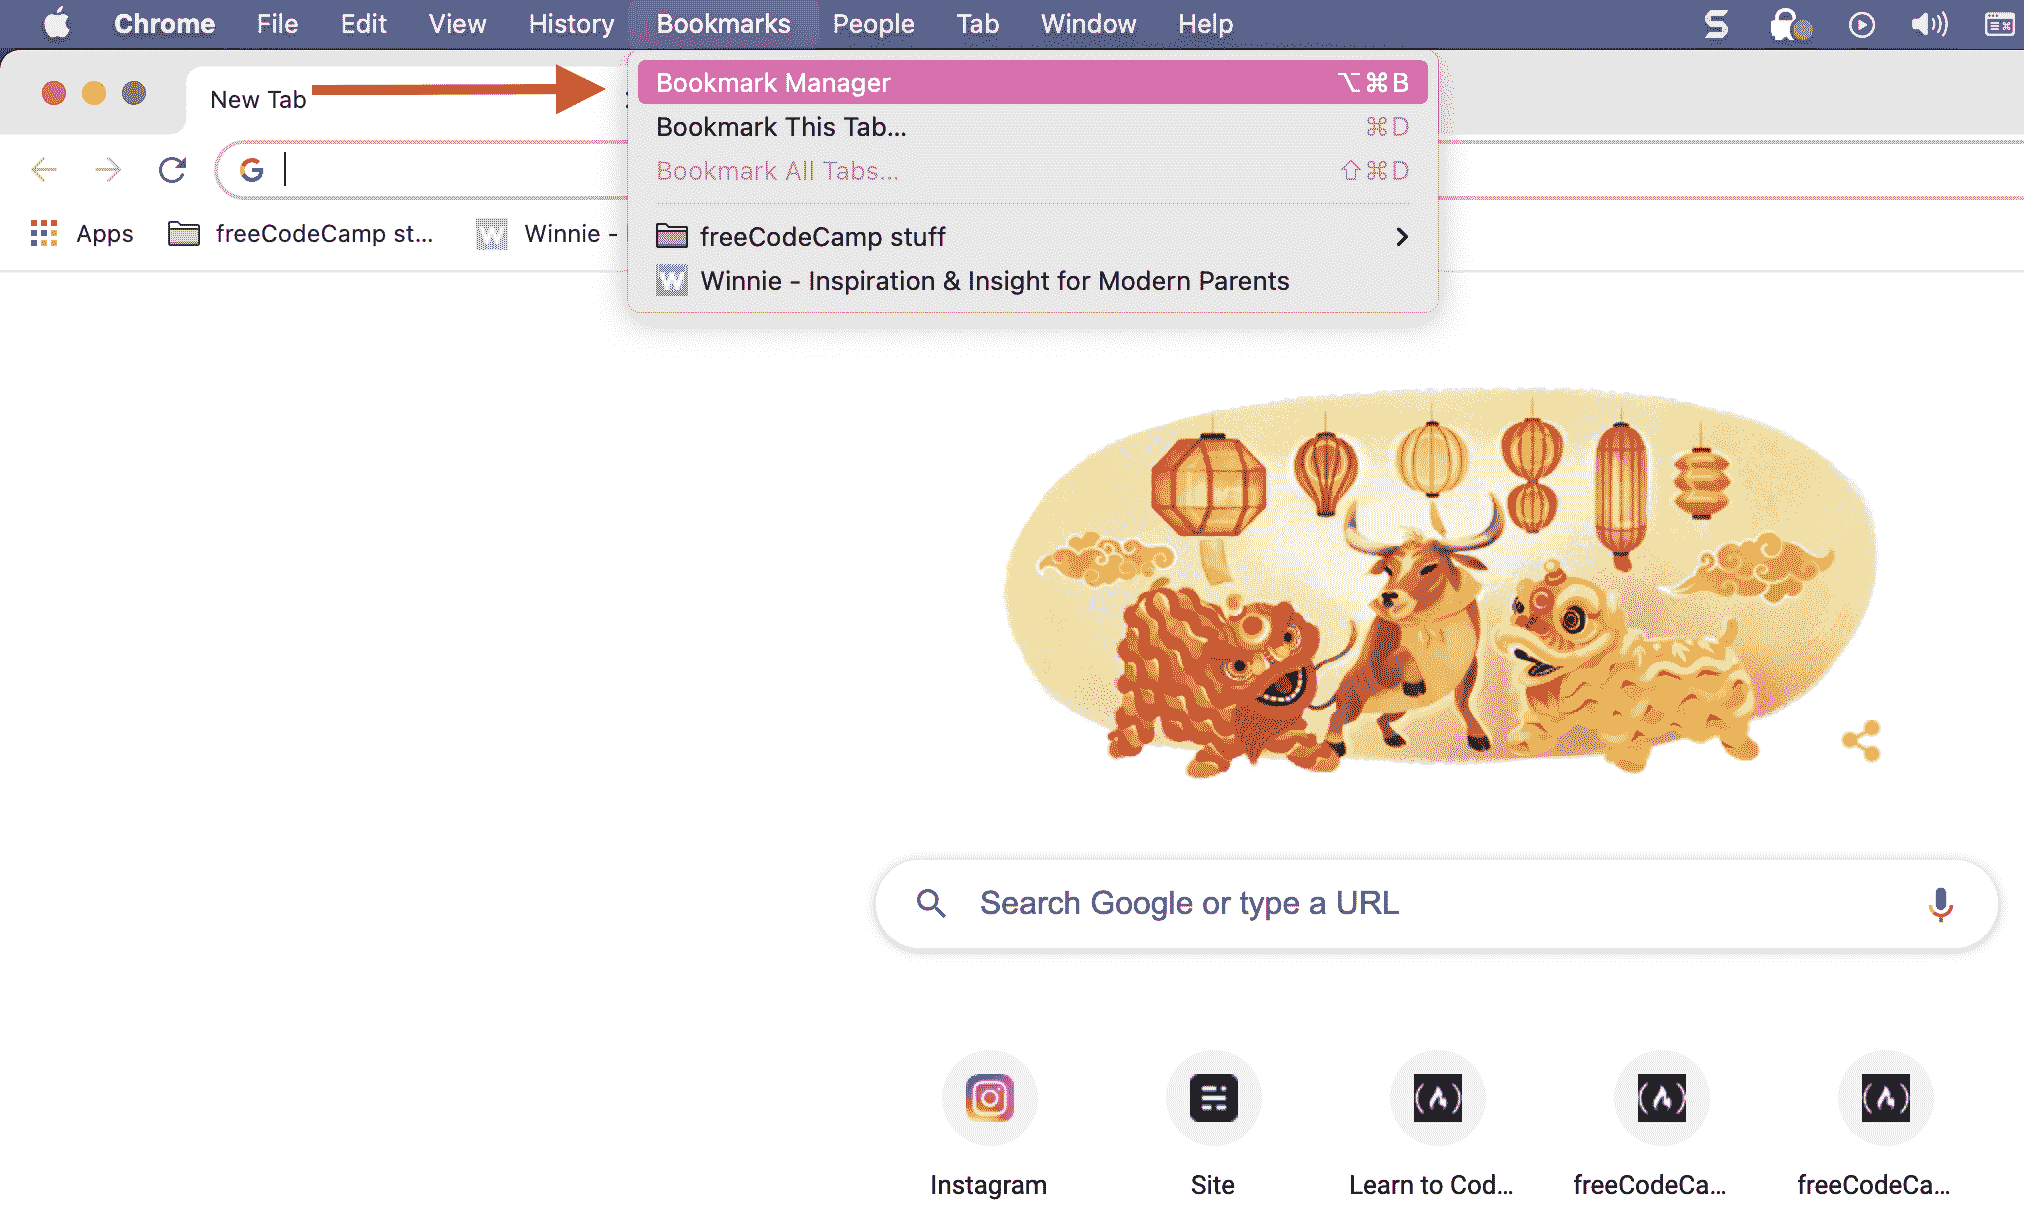 Chrome File Edit View History Bookmarks People Tab Window Help
New Tab
Bookmark Manager ⌥⌘B
Bookmark This Tab... ⌘D
Bookmark All Tabs... ⇧⌘D
Apps freeCodeCamp st... W Winnie -
freeCodeCamp stuff
W Winnie - Inspiration & Insight for Modern Parents
Search Google or type a URL
Instagram Site Learn to Cod... freeCodeCa... freeCodeCa...